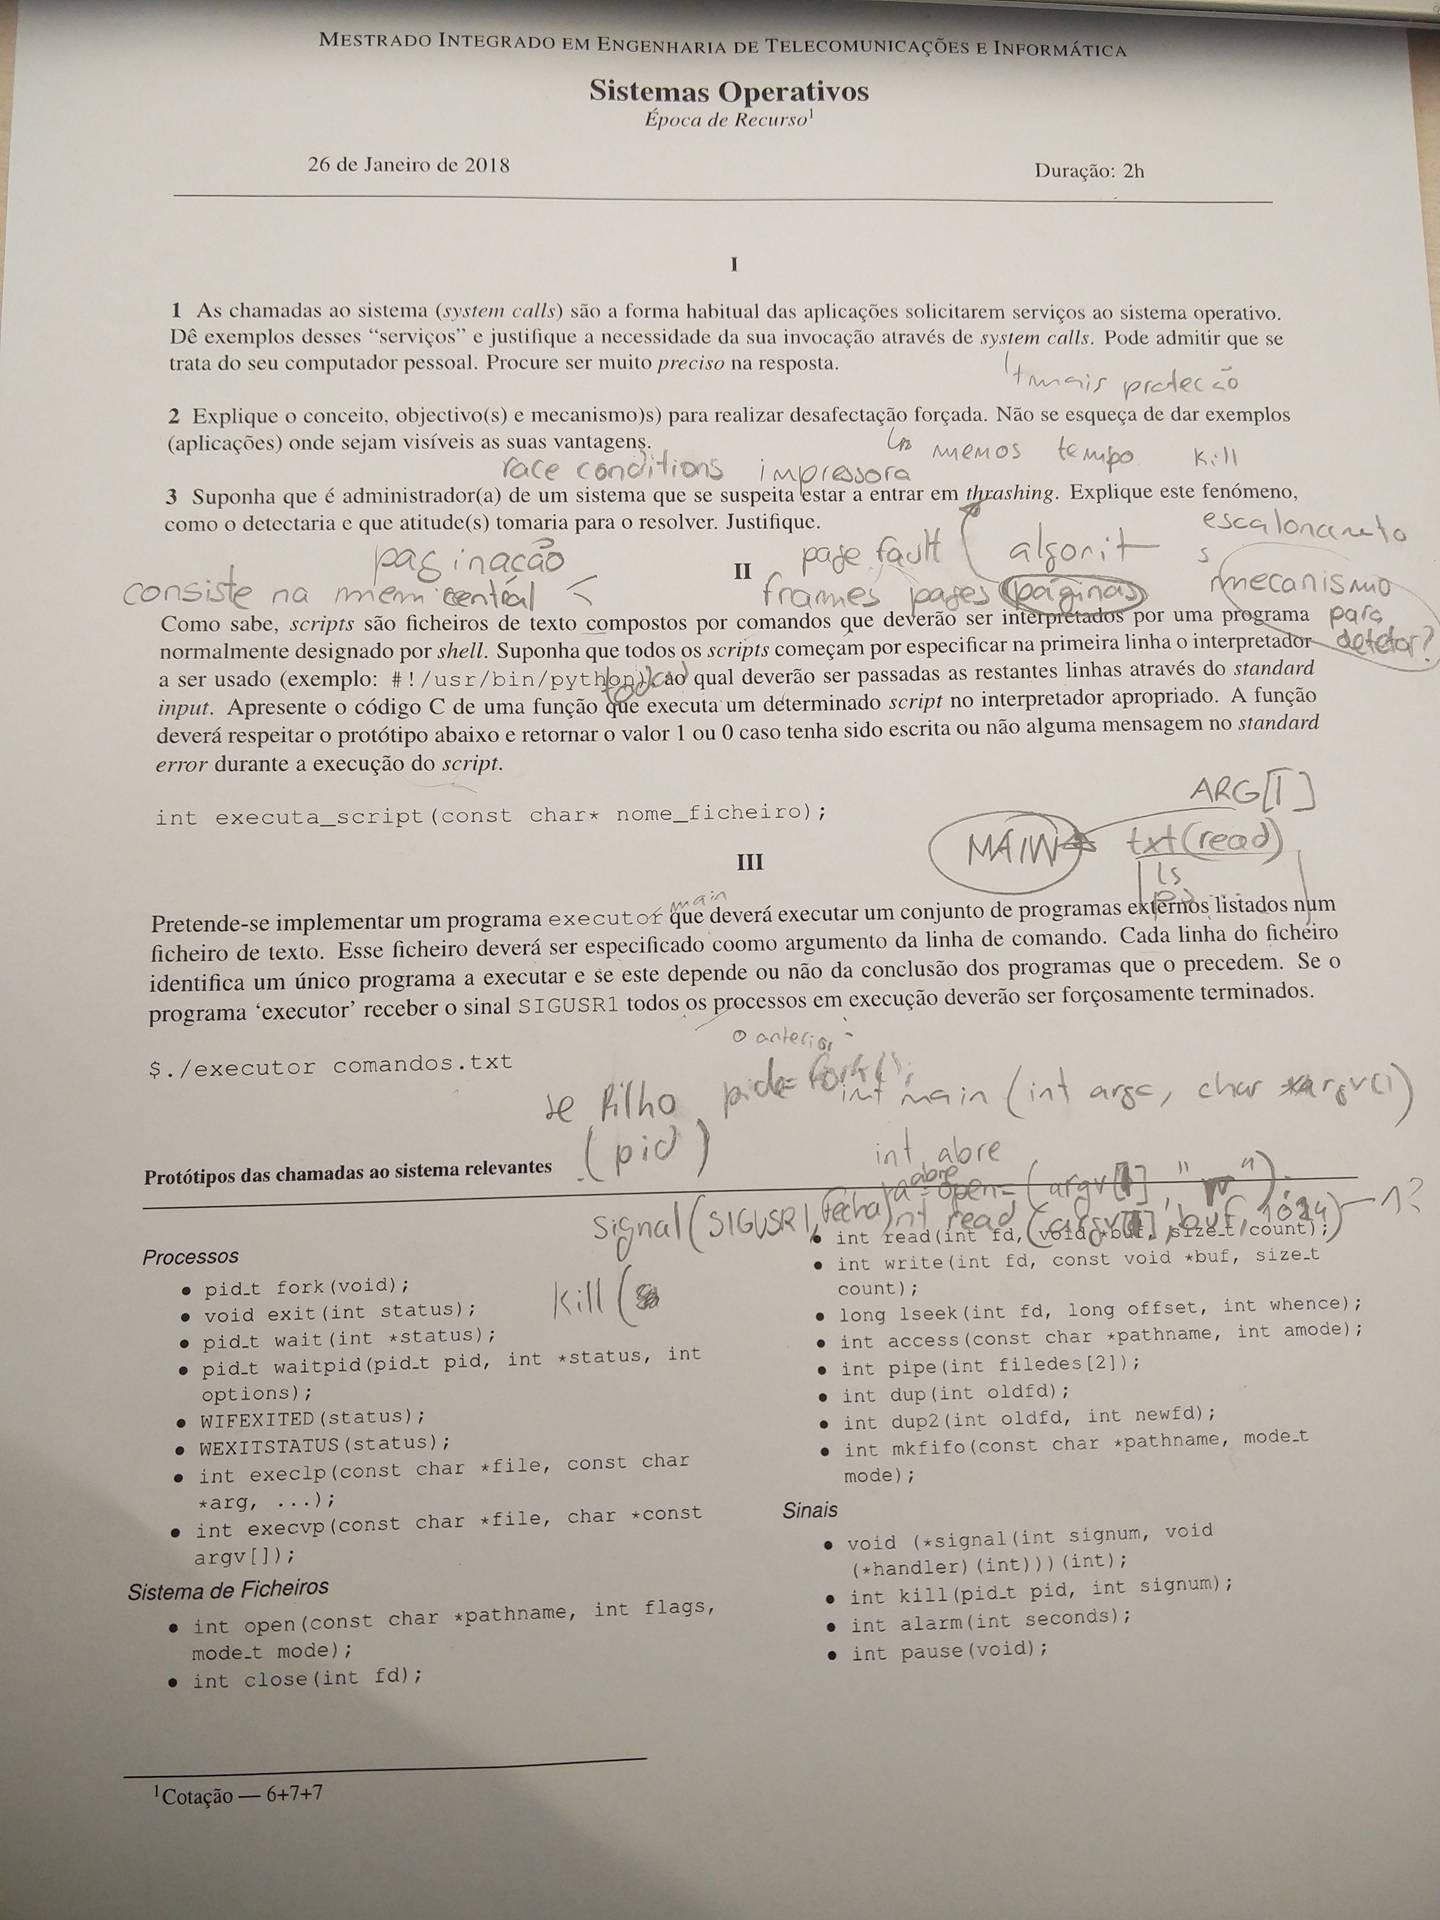 MESTRADO INTEGRADO EM ENGENHARIA DE TELECOMUNICAÇÕES E INFORMÁTICA
Sistemas Operativos
Época de Recurso1
26 de Janeiro de 2018 Duração: 2h
I
1 As chamadas ao sistema (system calls) são a forma habitual das aplicações solicitarem serviços ao sistema operativo.
Dê exemplos desses “serviços” e justifique a necessidade da sua invocação através de system calls. Pode admitir que se
trata do seu computador pessoal. Procure ser muito preciso na resposta.
+ mais proteção
2 Explique o conceito, objectivo(s) e mecanismo)s) para realizar desafectação forçada. Não se esqueça de dar exemplos
(aplicações) onde sejam visíveis as suas vantagens.
menos tempo kill
race conditions impressora
3 Suponha que é administrador(a) de um sistema que se suspeita estar a entrar em thrashing. Explique este fenómeno,
como o detectaria e que atitude(s) tomaria para o resolver. Justifique.
escalonamento
paginação page fault algorit s mecanismo
II
consiste na mem central < frames pages (páginas) para
detetar?
Como sabe, scripts são ficheiros de texto compostos por comandos que deverão ser interpretados por uma programa
normalmente designado por shell. Suponha que todos os scripts começam por especificar na primeira linha o interpretador
a ser usado (exemplo: #!/usr/bin/python), ao qual deverão ser passadas as restantes linhas através do standard
input. Apresente o código C de uma função que executa um determinado script no interpretador apropriado. A função
deverá respeitar o protótipo abaixo e retornar o valor 1 ou 0 caso tenha sido escrita ou não alguma mensagem no standard
error durante a execução do script.
ARG[1]
int executa_script(const char* nome_ficheiro);
MAIN txt(read)
ls
ps
III
main
Pretende-se implementar um programa executor que deverá executar um conjunto de programas externos listados num
ficheiro de texto. Esse ficheiro deverá ser especificado coomo argumento da linha de comando. Cada linha do ficheiro
identifica um único programa a executar e se este depende ou não da conclusão dos programas que o precedem. Se o
programa ‘executor’ receber o sinal SIGUSR1 todos os processos em execução deverão ser forçosamente terminados.
o anterior
$./executor comandos.txt
se filho pid = fork(); int main (int argc, char
(pid)
int abre
Protótipos das chamadas ao sistema relevantes
abre = open
signal(SIGUSR1, fecha) int read
Processos
• pid_t fork(void);
• void exit(int status);
• pid_t wait(int *status);
• pid_t waitpid(pid_t pid, int *status, int
options);
• WIFEXITED(status);
• WEXITSTATUS(status);
• int execlp(const char *file, const char
*arg, ...);
• int execvp(const char *file, char *const
argv[]);
Sistema de Ficheiros
• int open(const char *pathname, int flags,
mode_t mode);
• int close(int fd);
kill (
• int read(int fd, void *buf, size_t count);
• int write(int fd, const void *buf, size_t
count);
• long lseek(int fd, long offset, int whence);
• int access(const char *pathname, int amode);
• int pipe(int filedes[2]);
• int dup(int oldfd);
• int dup2(int oldfd, int newfd);
• int mkfifo(const char *pathname, mode_t
mode);
Sinais
• void (*signal(int signum, void
(*handler)(int)))(int);
• int kill(pid_t pid, int signum);
• int alarm(int seconds);
• int pause(void);
1Cotação — 6+7+7